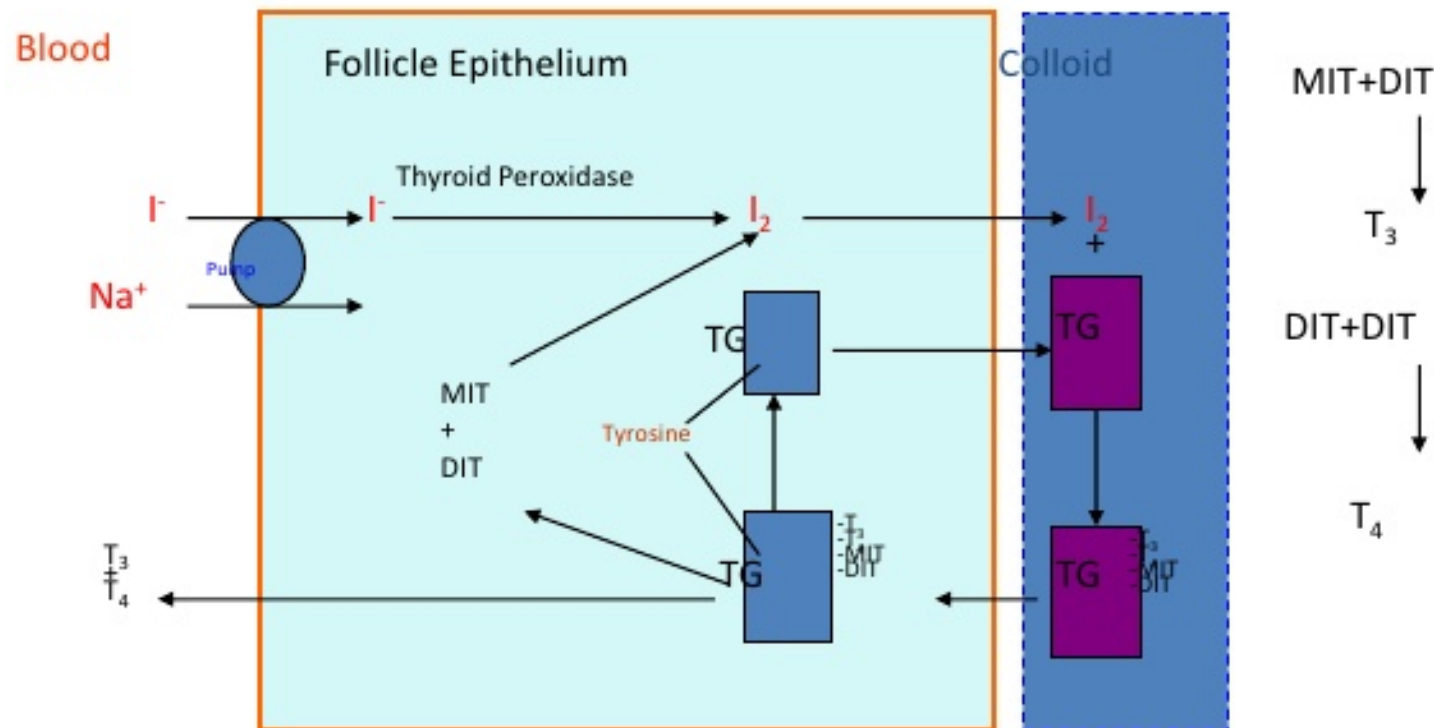 Blood
Follicle Epithelium
Colloid
MIT+DIT
Thyroid Peroxidase
I⁻
I⁻
I₂
I₂
+
T₃
Pump
Na⁺
TG
TG
DIT+DIT
MIT
+
DIT
Tyrosine
T₄
T₃
+
T₄
TG
-T₃
-MIT
-DIT
TG
-T₃
-MIT
-DIT